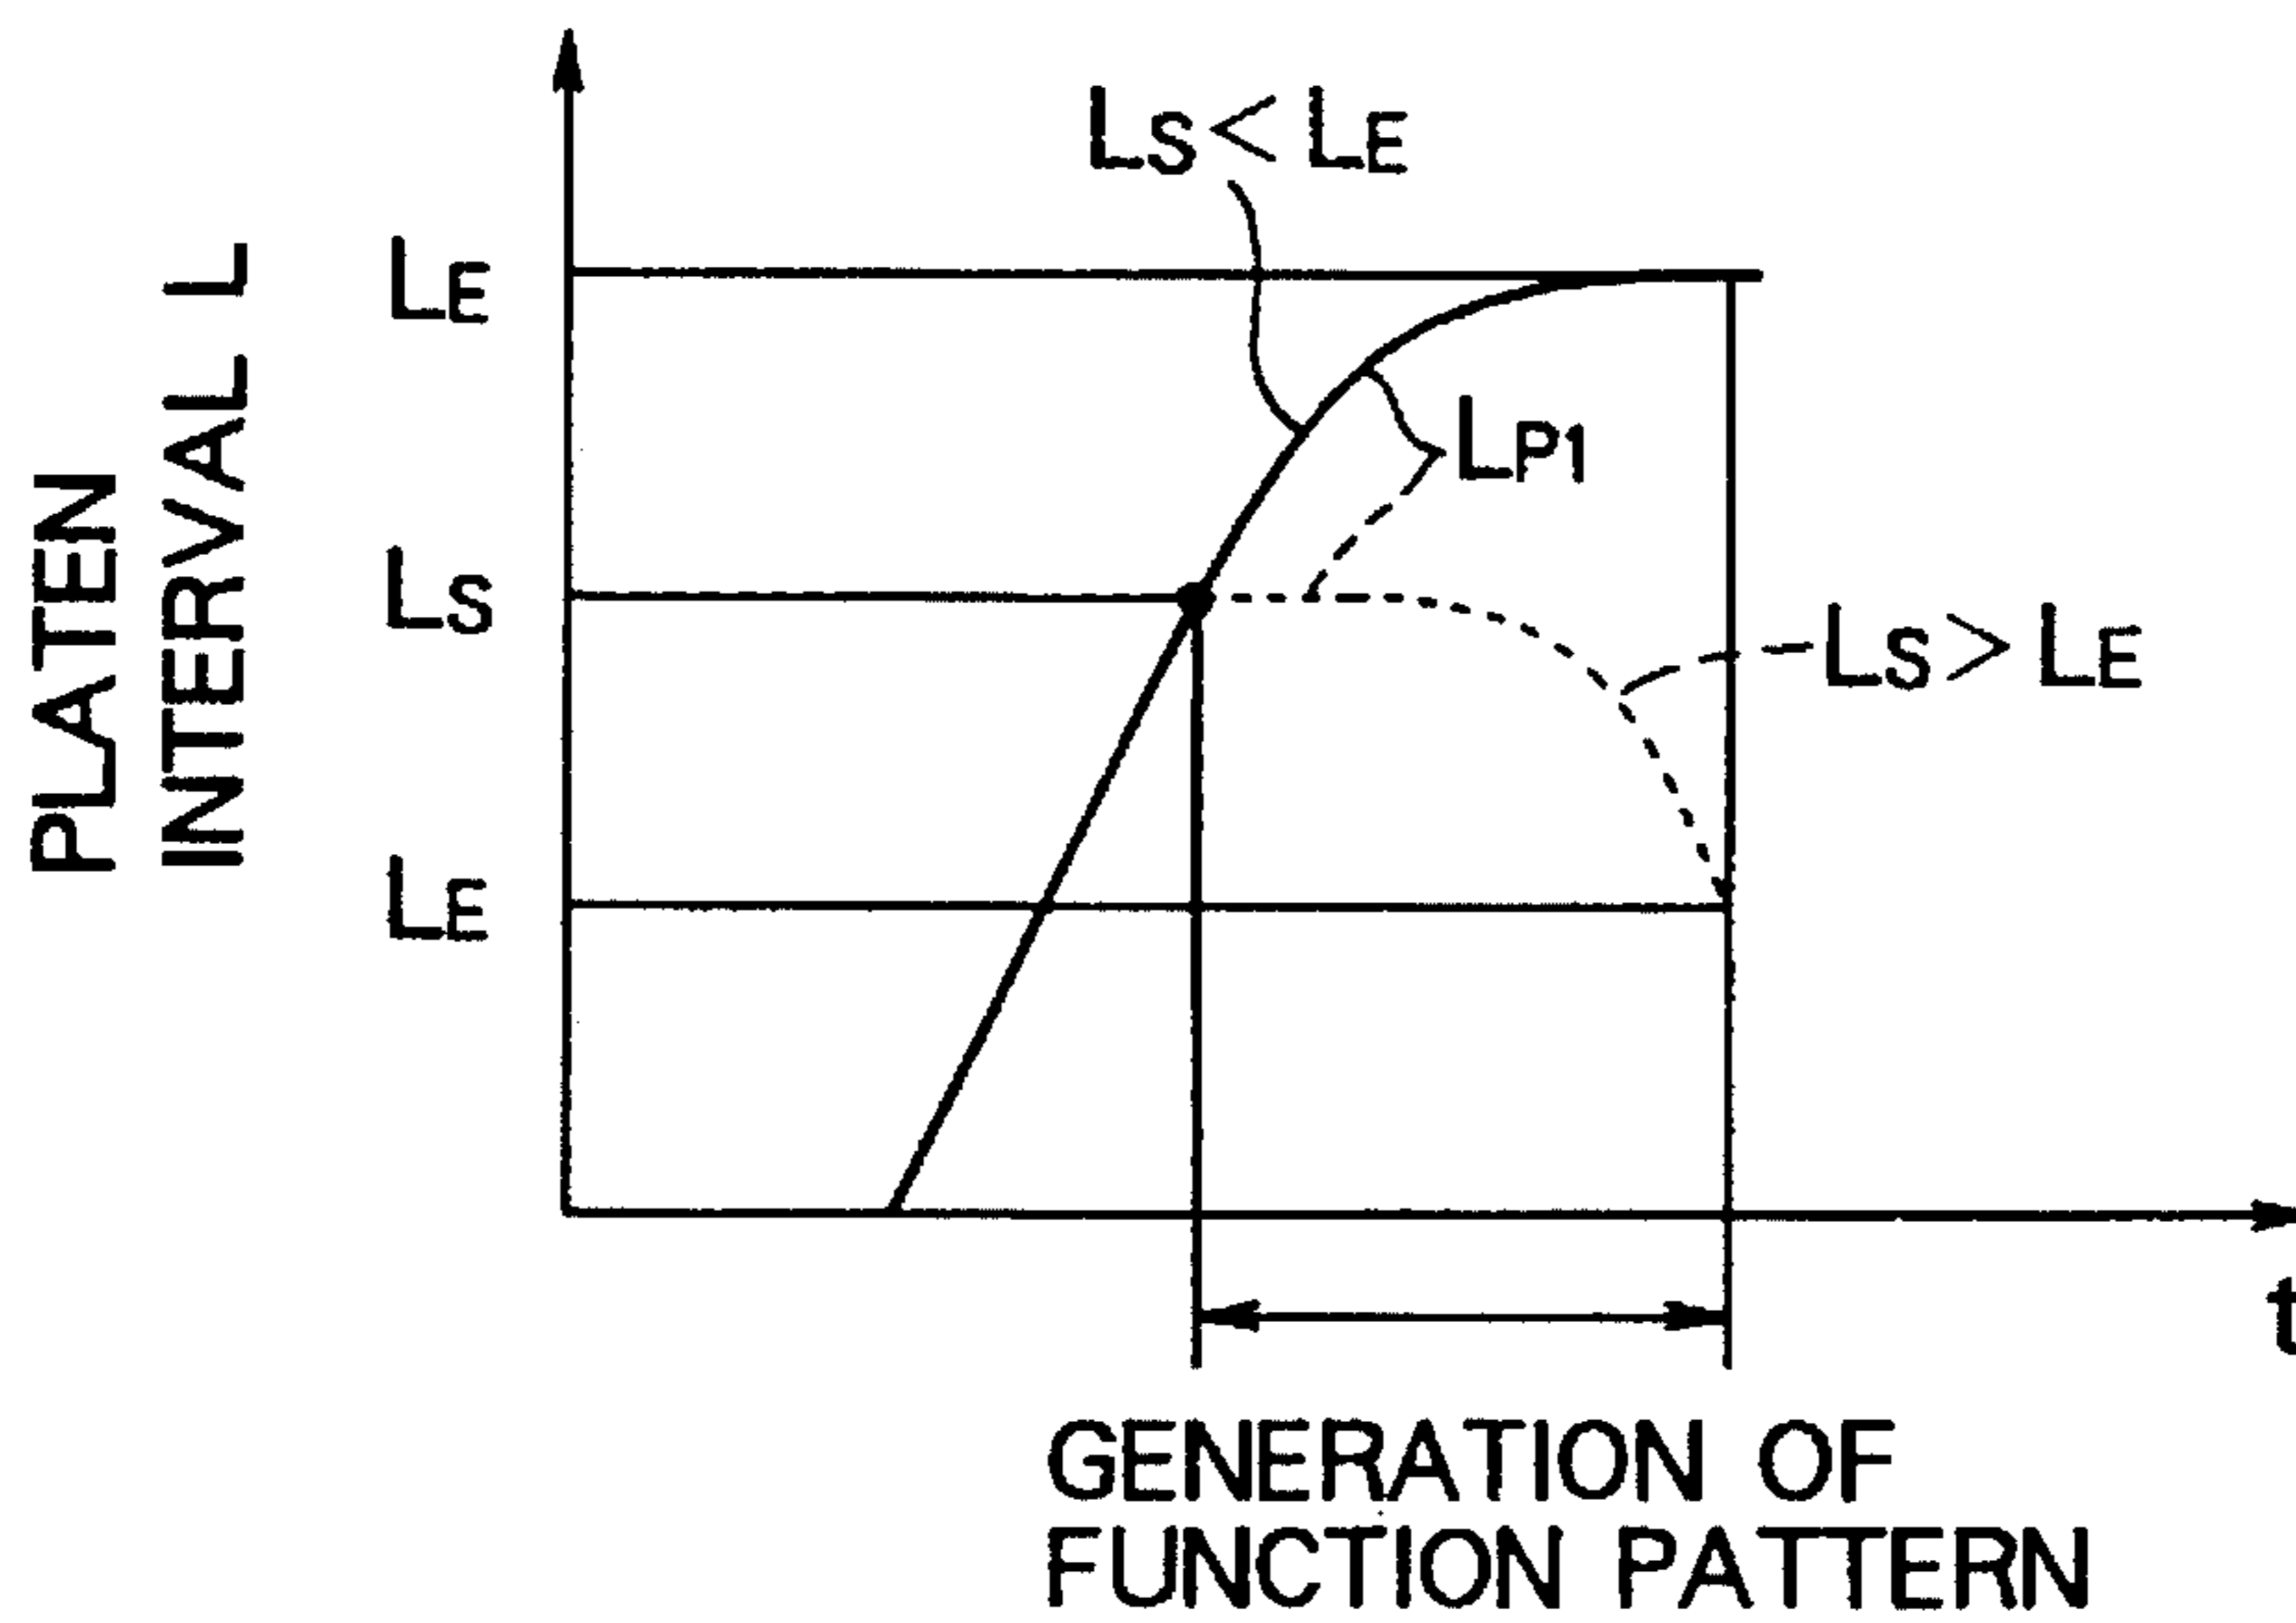 PLATEN
INTERVAL L
LS < LE
LE
LP1
LS
LS > LE
LE
t
GENERATION OF
FUNCTION PATTERN